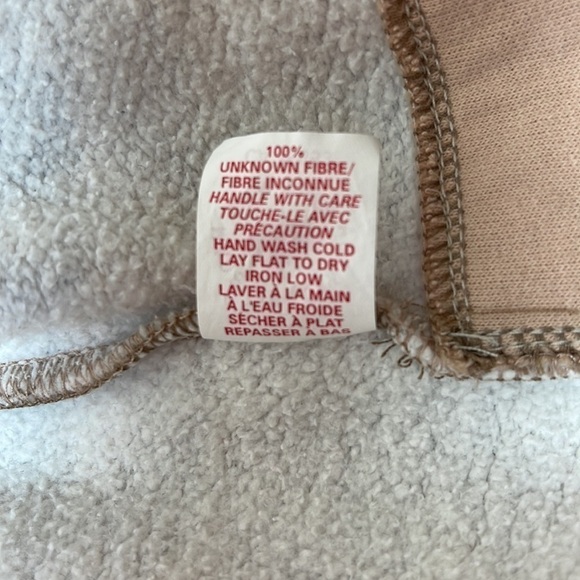 100%
UNKNOWN FIBRE/
FIBRE INCONNUE
HANDLE WITH CARE
TOUCHE-LE AVEC
PRÉCAUTION
HAND WASH COLD
LAY FLAT TO DRY
IRON LOW
LAVER À LA MAIN
À L'EAU FROIDE
SÈCHER À PLAT
REPASSER À BAS